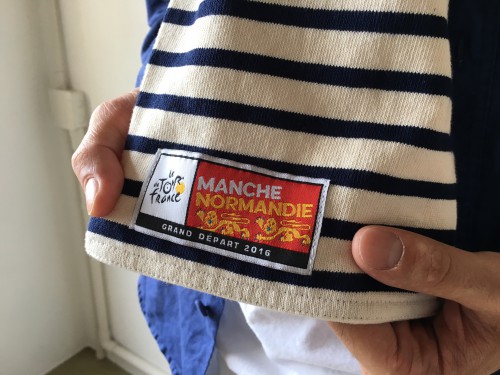 le
TOUR
de
France
MANCHE
NORMANDIE
GRAND DÉPART 2016